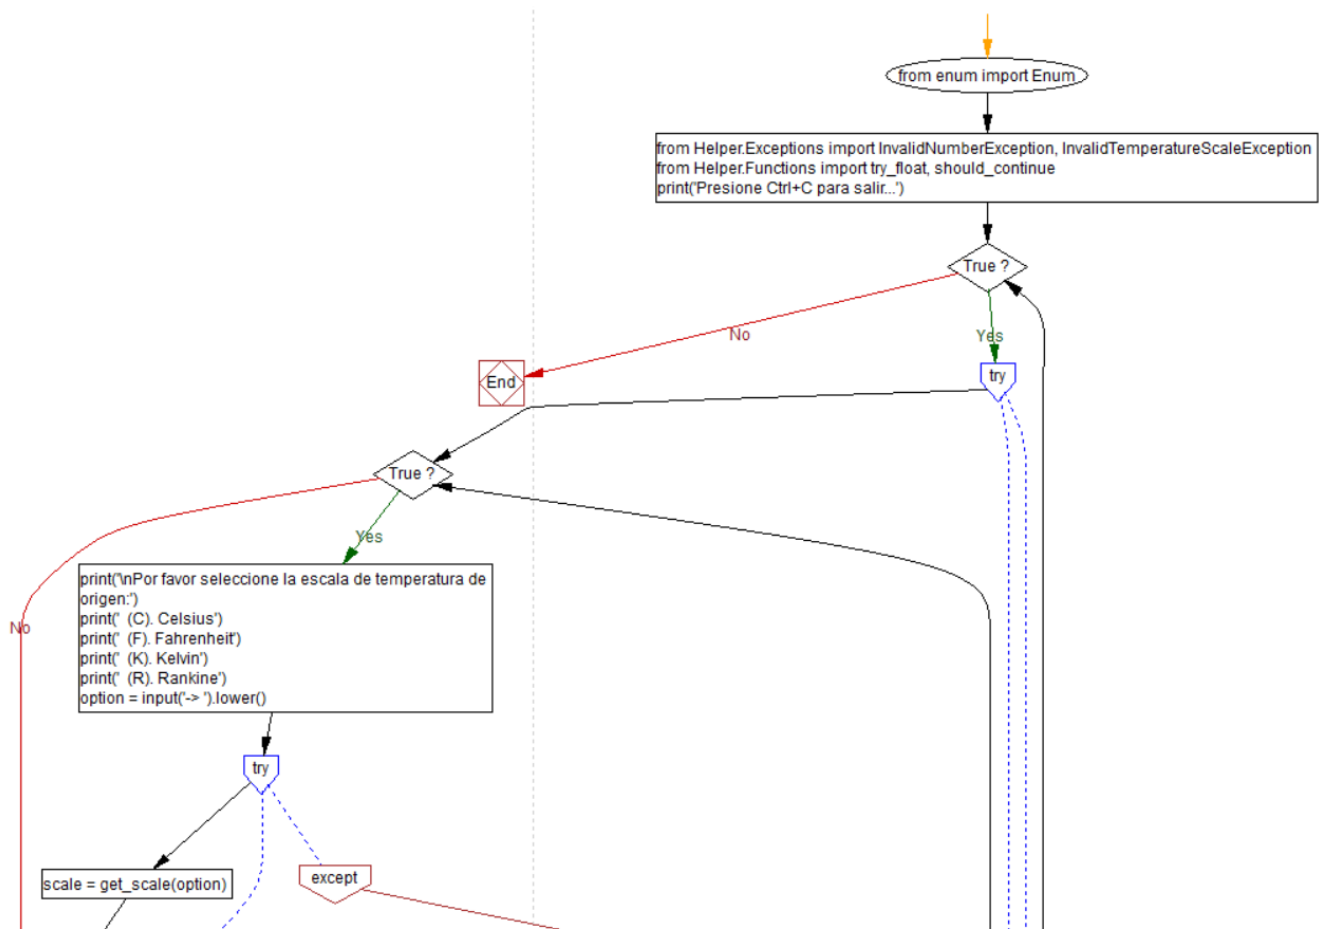 from enum import Enum
from Helper.Exceptions import InvalidNumberException, InvalidTemperatureScaleException
from Helper.Functions import try_float, should_continue
print('Presione Ctrl+C para salir...')
True ?
No
Yes
End
try
True ?
Yes
No
print('\nPor favor seleccione la escala de temperatura de
origen:')
print('  (C). Celsius')
print('  (F). Fahrenheit')
print('  (K). Kelvin')
print('  (R). Rankine')
option = input('-> ').lower()
try
scale = get_scale(option)
except